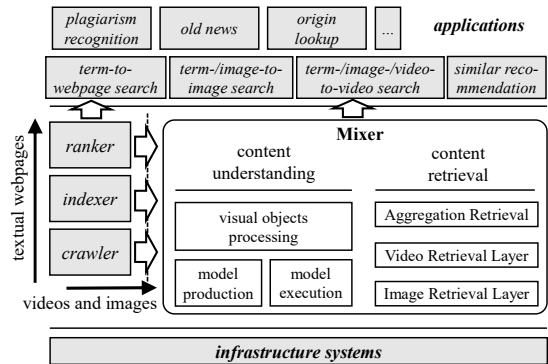 plagiarism
recognition
old news
origin
lookup
...
applications
term-to-
webpage search
term-/image-to-
image search
term-/image-/video-
to-video search
similar reco-
mmendation
textual webpages
ranker
indexer
crawler
videos and images
Mixer
content
understanding
visual objects
processing
model
production
model
execution
content
retrieval
Aggregation Retrieval
Video Retrieval Layer
Image Retrieval Layer
infrastructure systems